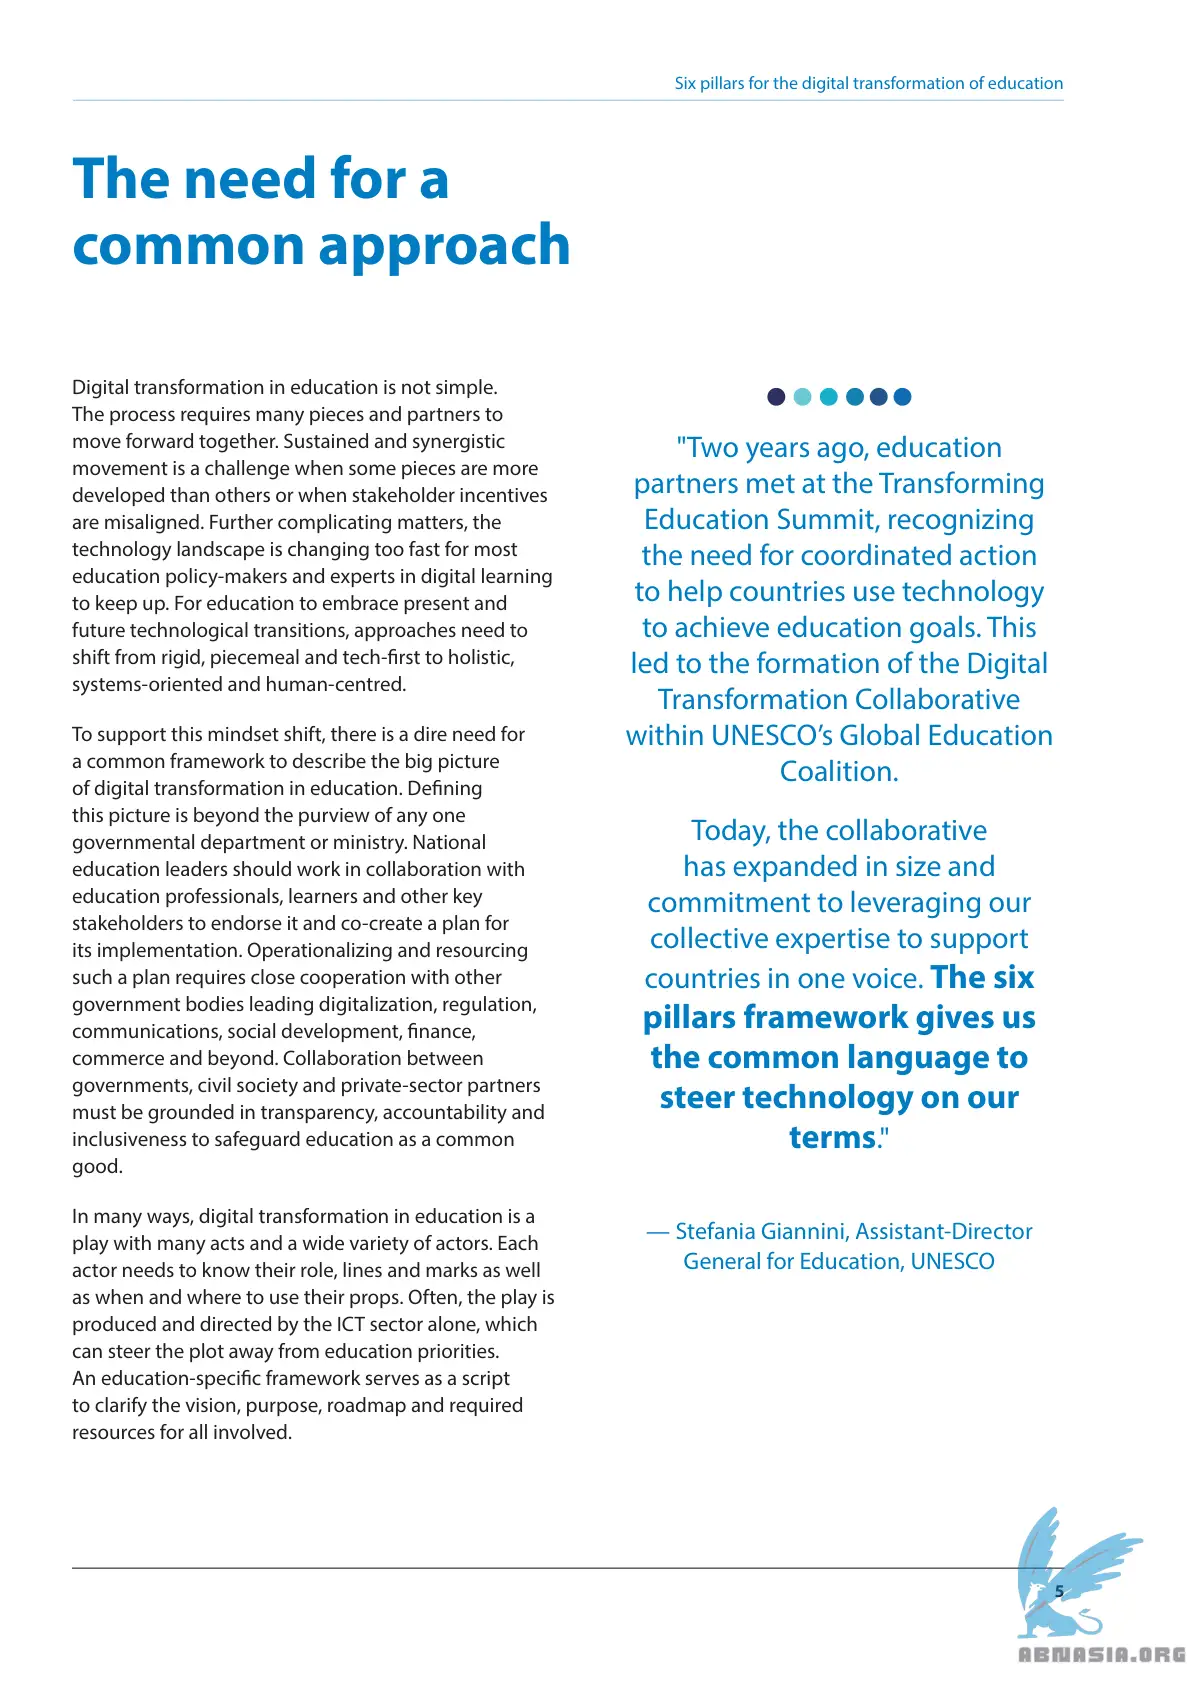 Six pillars for the digital transformation of education
The need for a
common approach
Digital transformation in education is not simple.
The process requires many pieces and partners to
move forward together. Sustained and synergistic
movement is a challenge when some pieces are more
developed than others or when stakeholder incentives
are misaligned. Further complicating matters, the
technology landscape is changing too fast for most
education policy-makers and experts in digital learning
to keep up. For education to embrace present and
future technological transitions, approaches need to
shift from rigid, piecemeal and tech-first to holistic,
systems-oriented and human-centred.
To support this mindset shift, there is a dire need for
a common framework to describe the big picture
of digital transformation in education. Defining
this picture is beyond the purview of any one
governmental department or ministry. National
education leaders should work in collaboration with
education professionals, learners and other key
stakeholders to endorse it and co-create a plan for
its implementation. Operationalizing and resourcing
such a plan requires close cooperation with other
government bodies leading digitalization, regulation,
communications, social development, finance,
commerce and beyond. Collaboration between
governments, civil society and private-sector partners
must be grounded in transparency, accountability and
inclusiveness to safeguard education as a common
good.
In many ways, digital transformation in education is a
play with many acts and a wide variety of actors. Each
actor needs to know their role, lines and marks as well
as when and where to use their props. Often, the play is
produced and directed by the ICT sector alone, which
can steer the plot away from education priorities.
An education-specific framework serves as a script
to clarify the vision, purpose, roadmap and required
resources for all involved.
"Two years ago, education
partners met at the Transforming
Education Summit, recognizing
the need for coordinated action
to help countries use technology
to achieve education goals. This
led to the formation of the Digital
Transformation Collaborative
within UNESCO’s Global Education
Coalition.
Today, the collaborative
has expanded in size and
commitment to leveraging our
collective expertise to support
countries in one voice. The six
pillars framework gives us
the common language to
steer technology on our
terms."
— Stefania Giannini, Assistant-Director
General for Education, UNESCO
5
ABNASIA.ORG